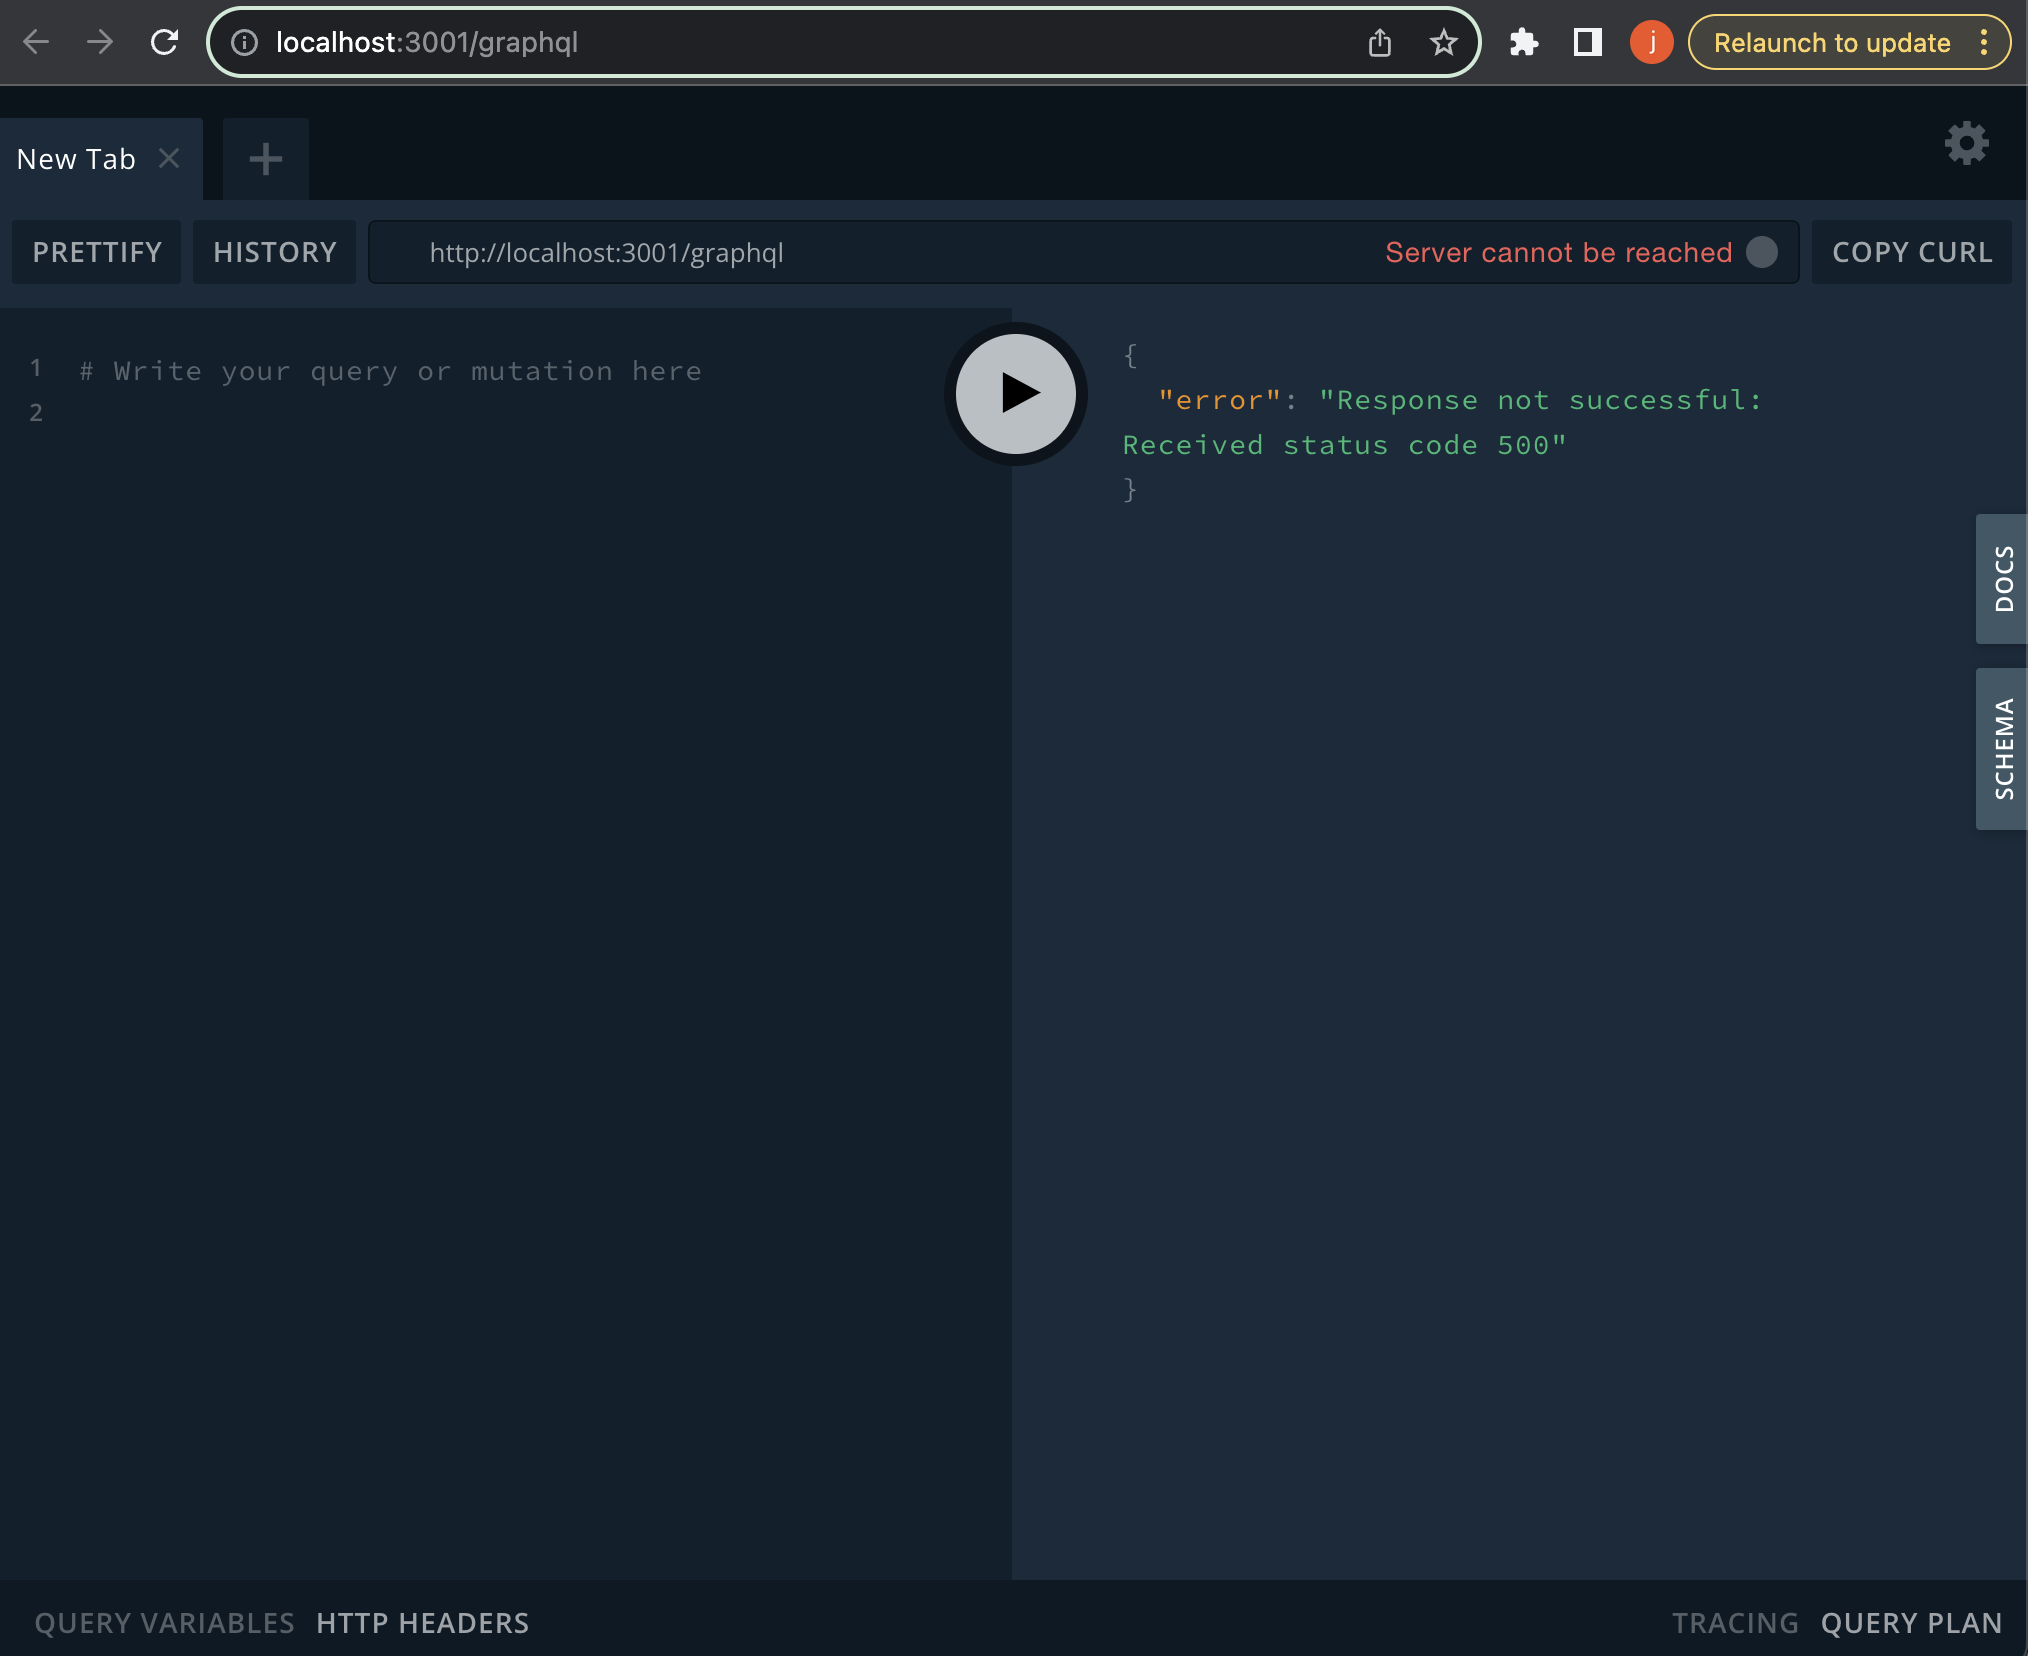 localhost:3001/graphql
j
Relaunch to update
New Tab
PRETTIFY
HISTORY
http://localhost:3001/graphql
Server cannot be reached
COPY CURL
1 # Write your query or mutation here
2
{
"error": "Response not successful:
Received status code 500"
}
DOCS
SCHEMA
QUERY VARIABLES
HTTP HEADERS
TRACING
QUERY PLAN